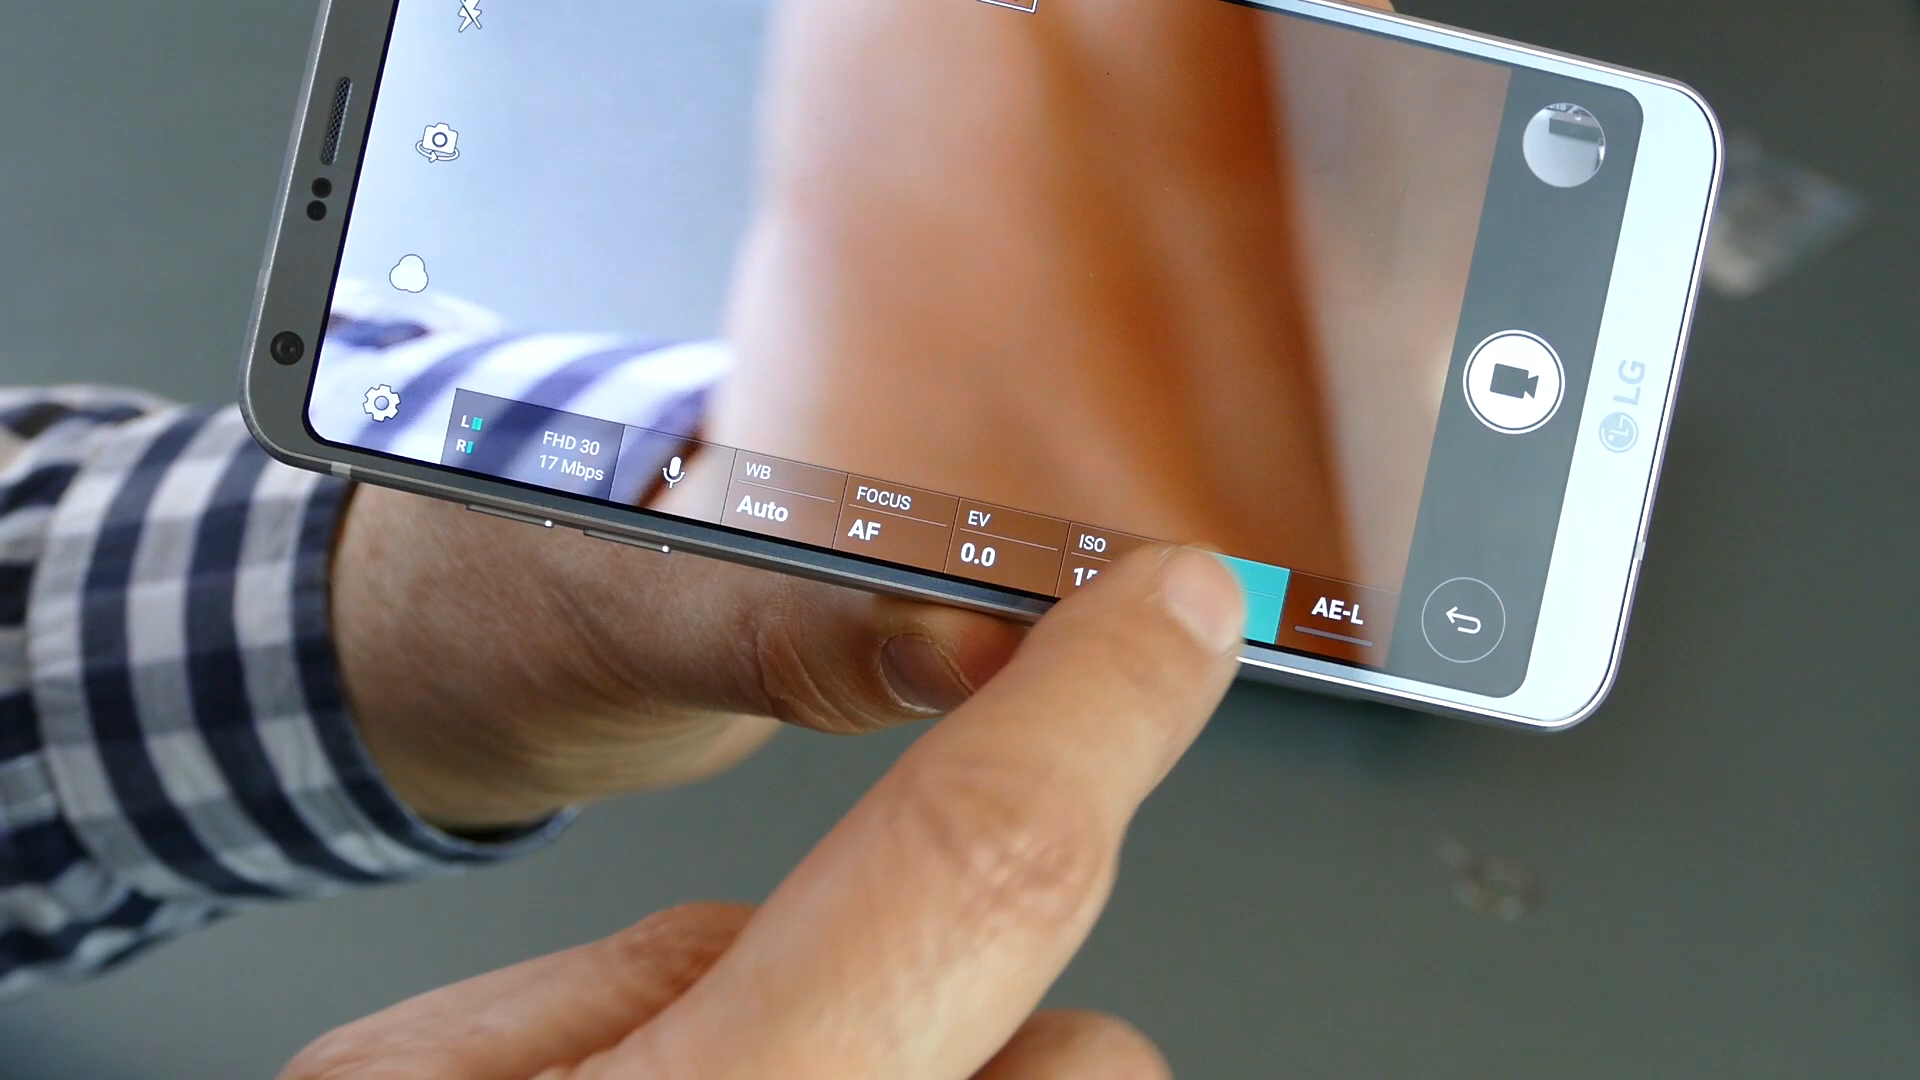 L
R
FHD 30
17 Mbps
WB
Auto
FOCUS
AF
EV
0.0
ISO
AE-L
LG